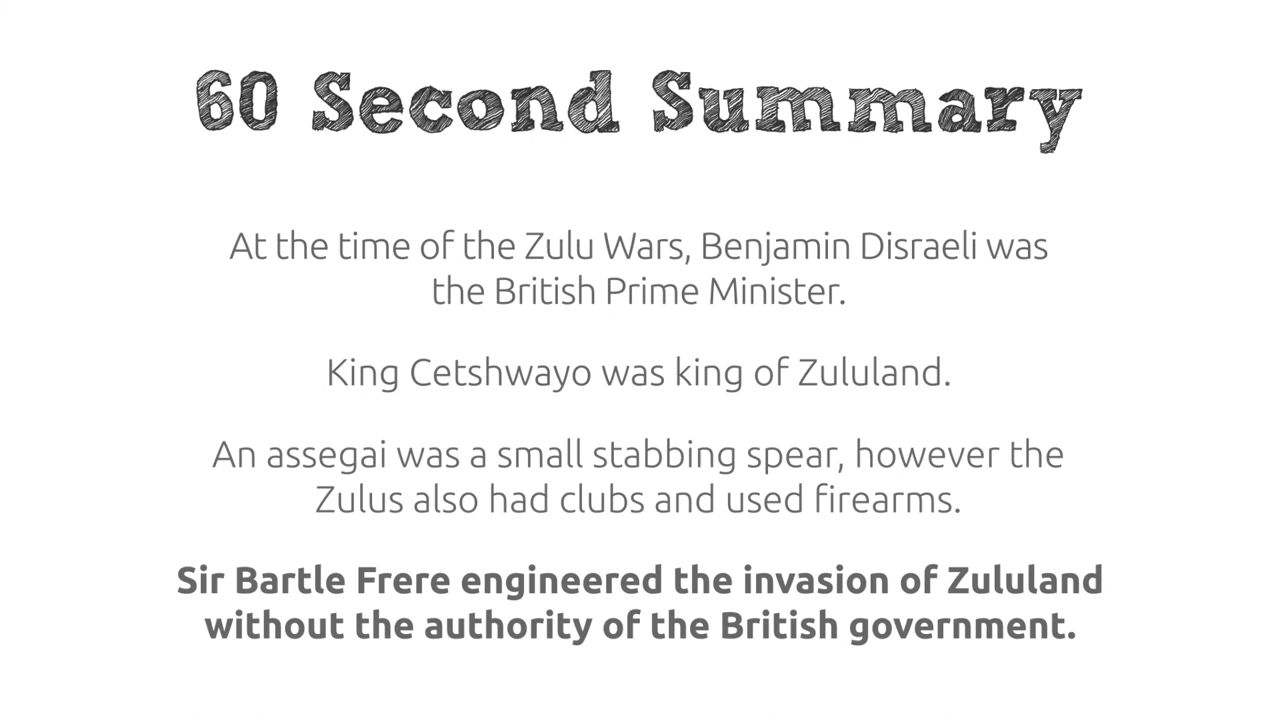 60 Second Summary
At the time of the Zulu Wars, Benjamin Disraeli was
the British Prime Minister.
King Cetshwayo was king of Zululand.
An assegai was a small stabbing spear, however the
Zulus also had clubs and used firearms.
Sir Bartle Frere engineered the invasion of Zululand
without the authority of the British government.